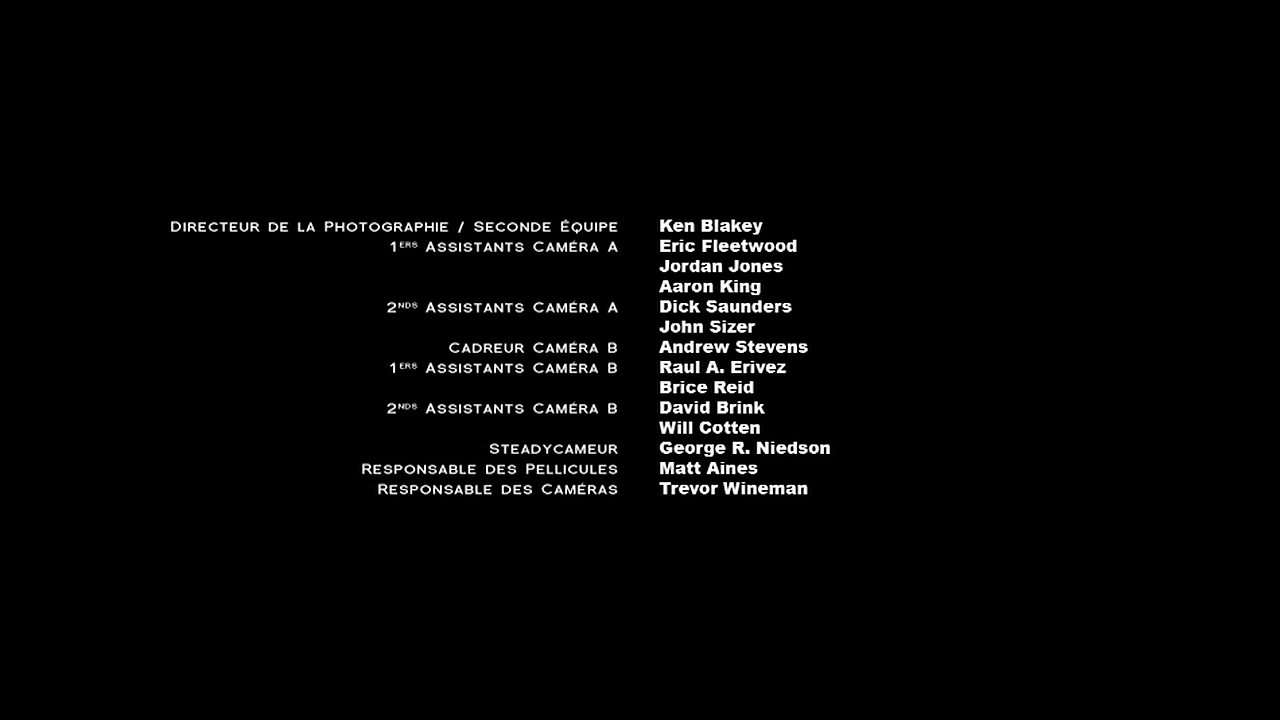 Directeur de la Photographie / Seconde Équipe Ken Blakey
1ers Assistants Caméra A Eric Fleetwood
Jordan Jones
Aaron King
2nds Assistants Caméra A Dick Saunders
John Sizer
Cadreur Caméra B Andrew Stevens
1ers Assistants Caméra B Raul A. Erivez
Brice Reid
2nds Assistants Caméra B David Brink
Will Cotten
Steadycameur George R. Niedson
Responsable des Pellicules Matt Aines
Responsable des Caméras Trevor Wineman